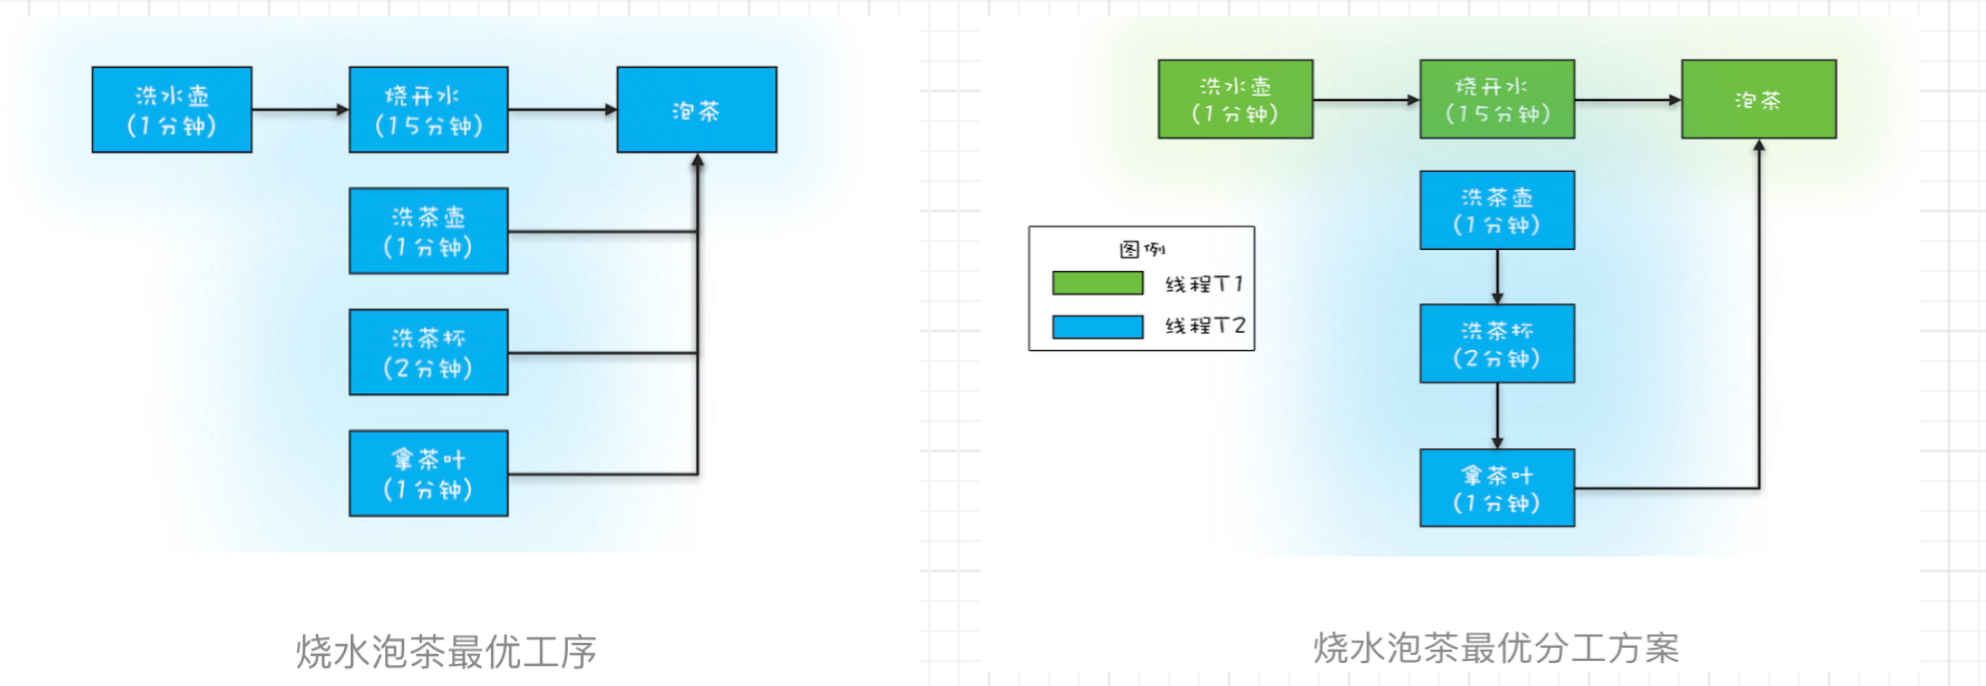 洗水壶
(1分钟)
烧开水
(15分钟)
泡茶
洗茶壶
(1分钟)
洗茶杯
(2分钟)
拿茶叶
(1分钟)
烧水泡茶最优工序
洗水壶
(1分钟)
烧开水
(15分钟)
泡茶
洗茶壶
(1分钟)
图例
线程T1
线程T2
洗茶杯
(2分钟)
拿茶叶
(1分钟)
烧水泡茶最优分工方案